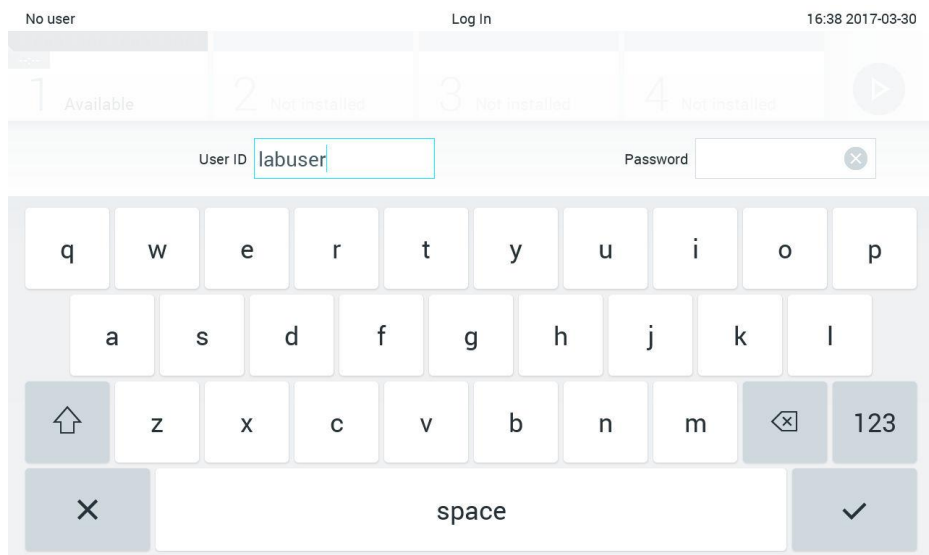 No user Log In 16:38 2017-03-30
1 Available 2 Not installed 3 Not installed 4 Not installed
User ID labuser Password
q w e r t y u i o p
a s d f g h j k l
z x c v b n m 123
space